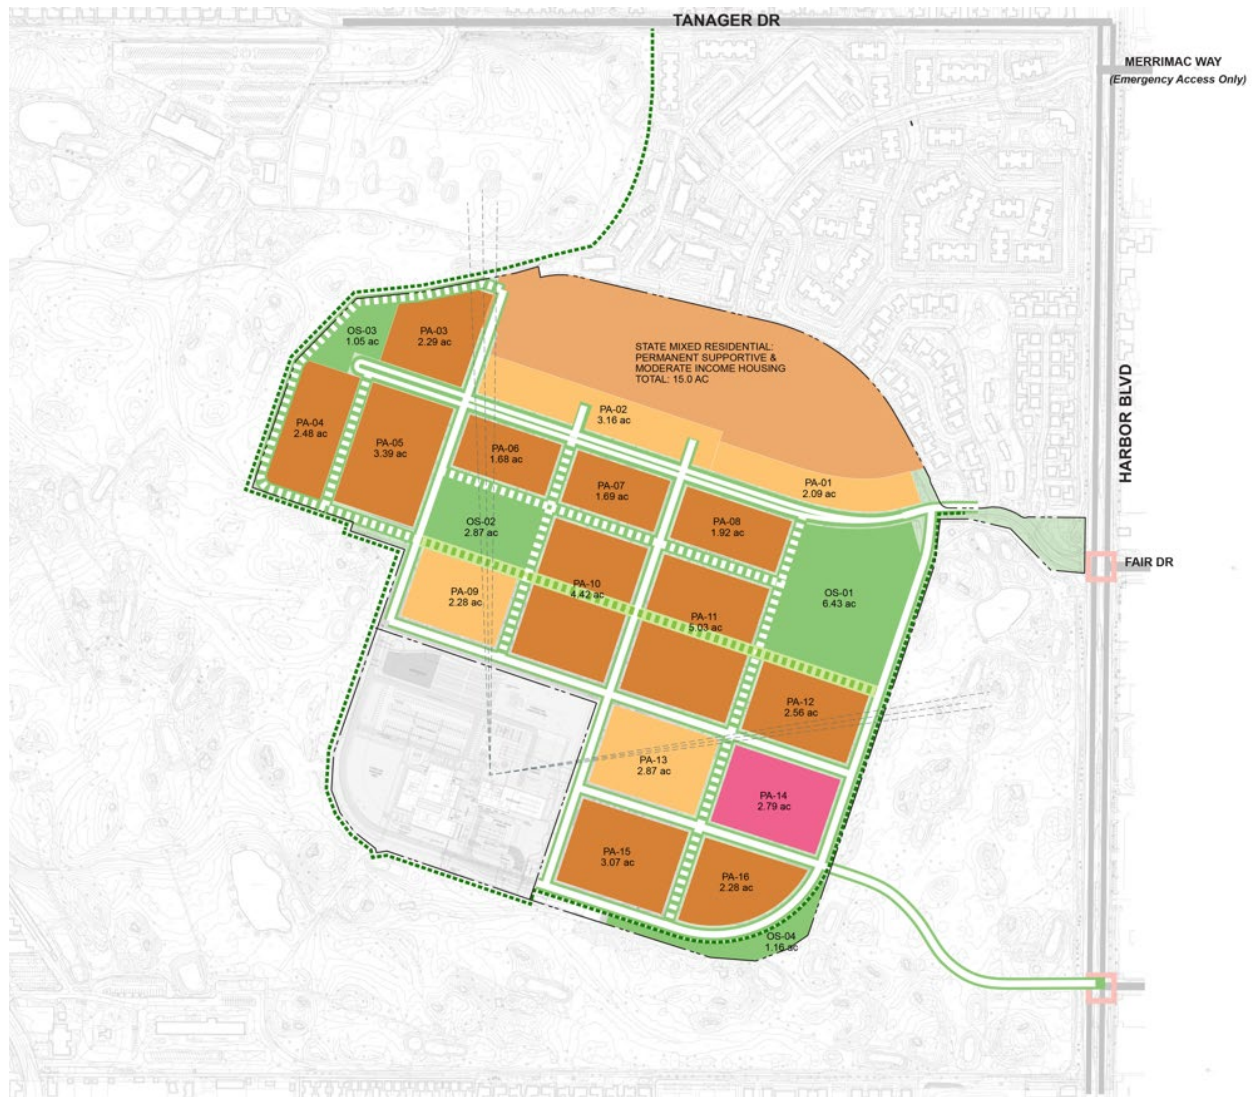 TANAGER DR
MERRIMAC WAY
(Emergency Access Only)
HARBOR BLVD
FAIR DR
STATE MIXED RESIDENTIAL:
PERMANENT SUPPORTIVE &
MODERATE INCOME HOUSING
TOTAL: 15.0 AC
OS-03
1.05 ac
PA-03
2.29 ac
PA-04
2.48 ac
PA-05
3.39 ac
PA-02
3.16 ac
PA-06
1.68 ac
PA-07
1.69 ac
PA-01
2.09 ac
PA-08
1.92 ac
OS-02
2.87 ac
PA-09
2.28 ac
PA-10
4.42 ac
PA-11
5.03 ac
OS-01
6.43 ac
PA-12
2.56 ac
PA-13
2.87 ac
PA-14
2.79 ac
PA-15
3.07 ac
PA-16
2.28 ac
OS-04
1.16 ac